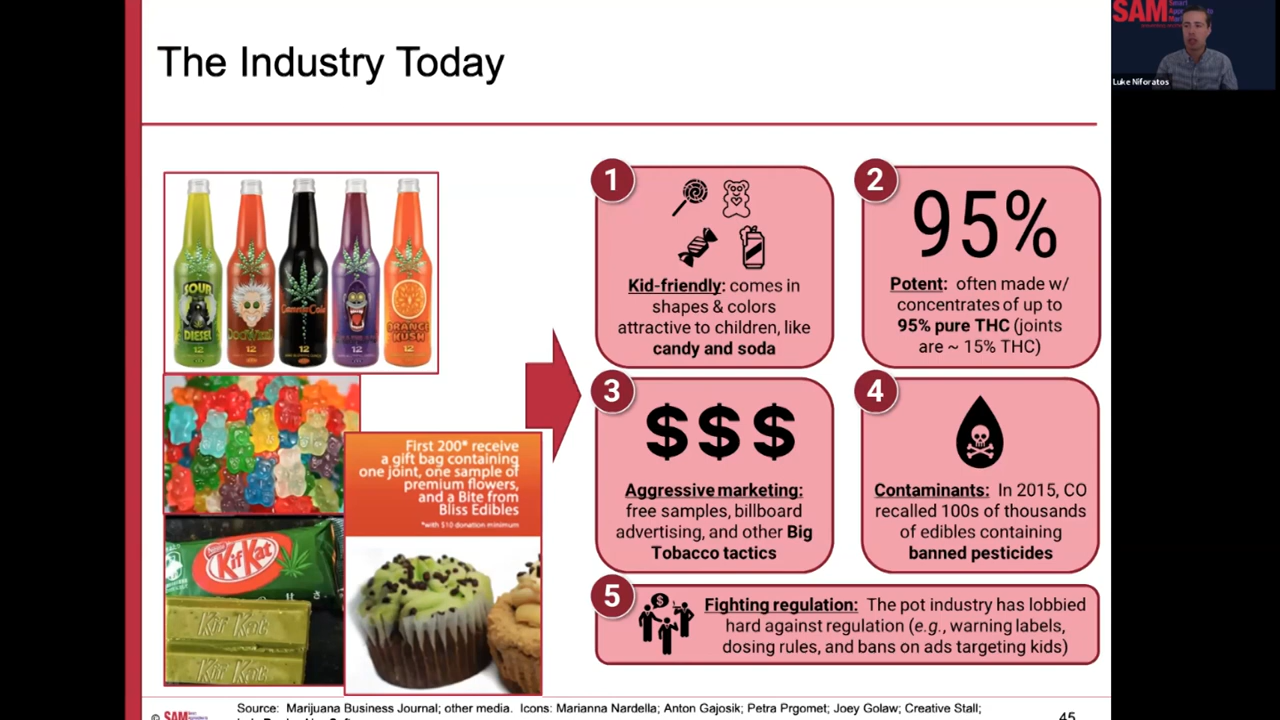 The Industry Today
SAM
Luke Niforatos
SOUR
DIESEL
12
12
12
12
ORANGE
KUSH
12
First 200* receive
a gift bag containing
one joint, one sample of
premium flowers,
and a Bite from
Bliss Edibles
*with $10 donation minimum
Kif Kat
Kif Kat
Kif Kat
1
Kid-friendly: comes in
shapes & colors
attractive to children, like
candy and soda
2
95%
Potent: often made w/
concentrates of up to
95% pure THC (joints
are ~ 15% THC)
3
$$$
Aggressive marketing:
free samples, billboard
advertising, and other Big
Tobacco tactics
4
Contaminants: In 2015, CO
recalled 100s of thousands
of edibles containing
banned pesticides
5
$
Fighting regulation: The pot industry has lobbied
hard against regulation (e.g., warning labels,
dosing rules, and bans on ads targeting kids)
© SAM
Source: Marijuana Business Journal; other media. Icons: Marianna Nardella; Anton Gajosik; Petra Prgomet; Joey Golaw; Creative Stall;
45